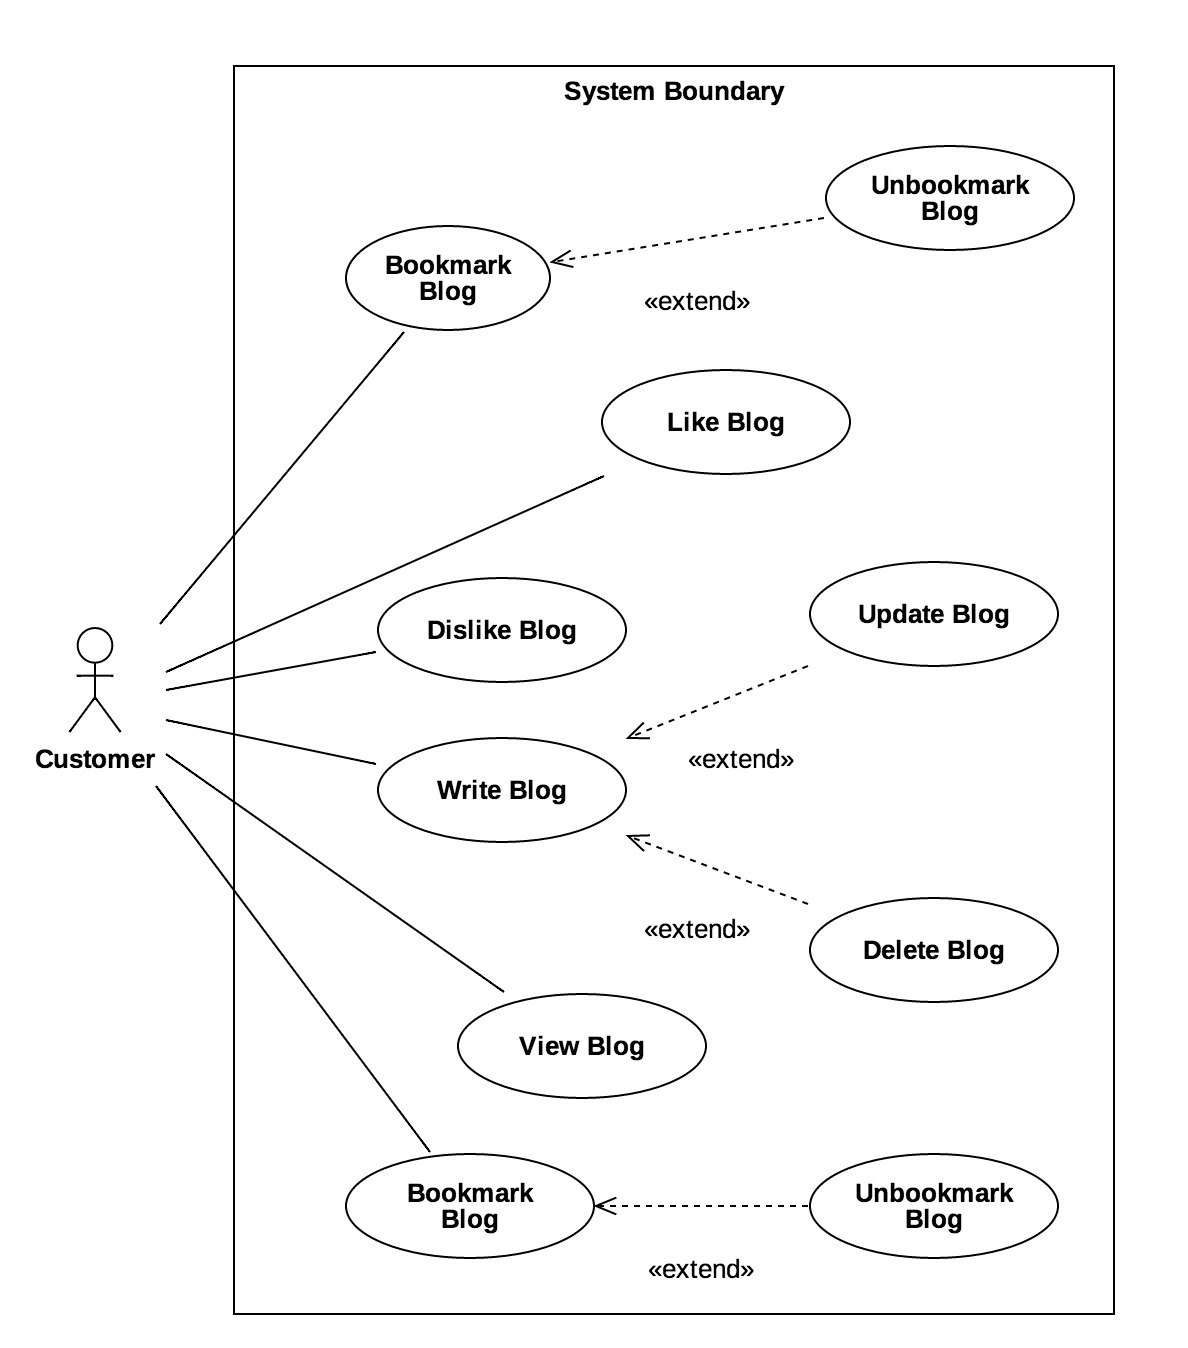 System Boundary
Unbookmark
Blog
Bookmark
Blog
«extend»
Like Blog
Dislike Blog
Update Blog
Customer
«extend»
Write Blog
«extend»
Delete Blog
View Blog
Bookmark
Blog
Unbookmark
Blog
«extend»